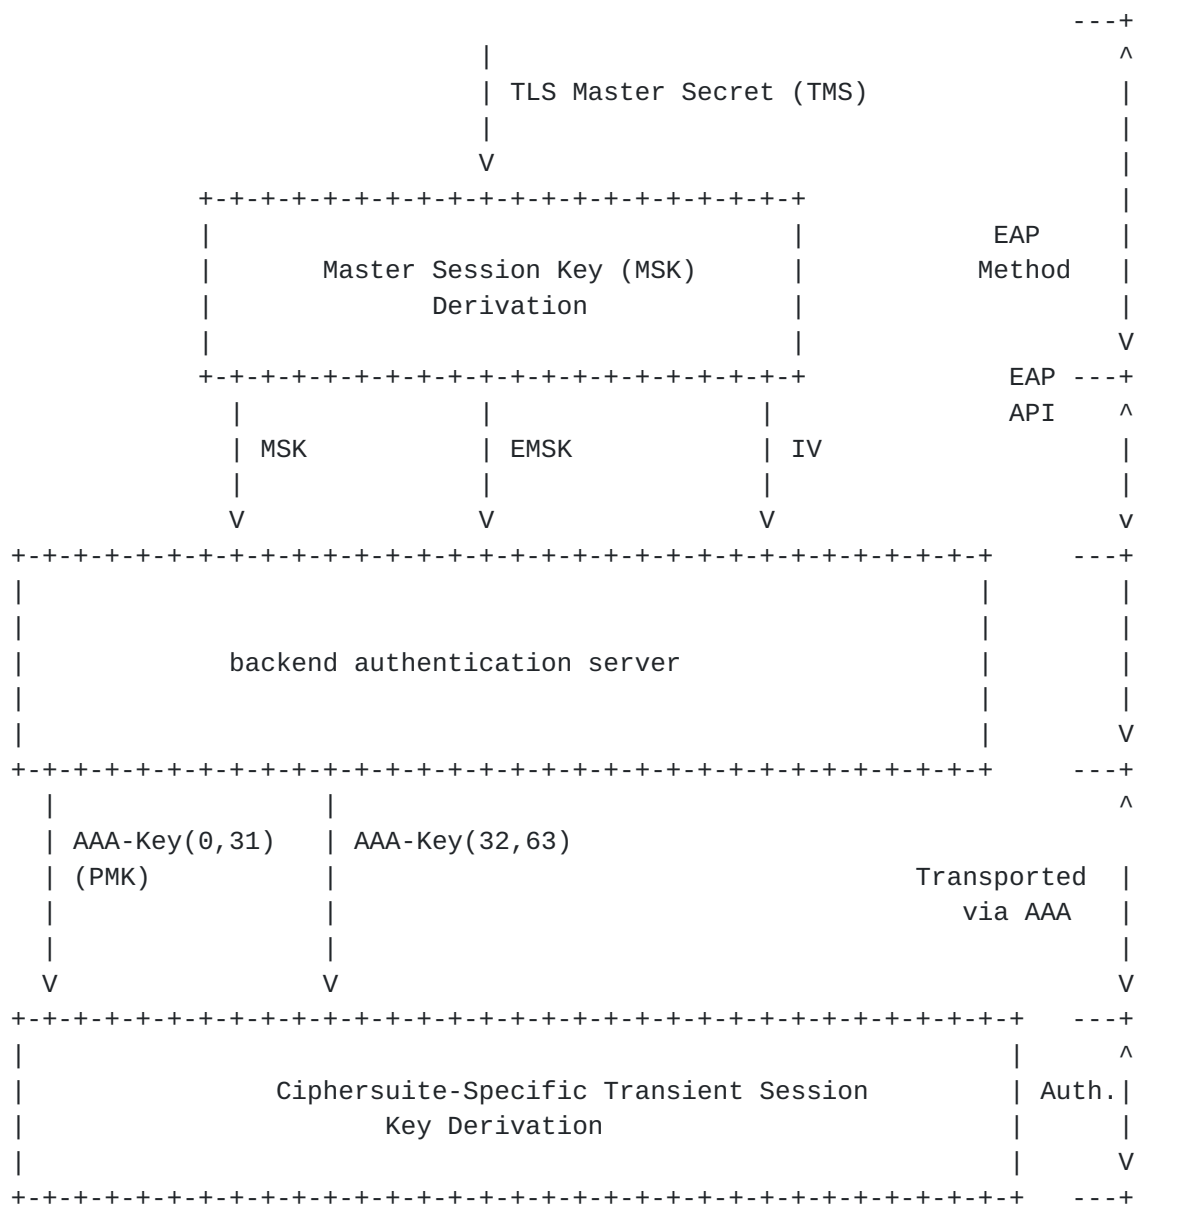 ---+
| ^
| TLS Master Secret (TMS) |
| |
V |
+-+-+-+-+-+-+-+-+-+-+-+-+-+-+-+-+-+-+-+ |
| | EAP |
| Master Session Key (MSK) | Method |
| Derivation | |
| | V
+-+-+-+-+-+-+-+-+-+-+-+-+-+-+-+-+-+-+-+ EAP ---+
| | | API ^
| MSK | EMSK | IV |
| | | |
V V V v
+-+-+-+-+-+-+-+-+-+-+-+-+-+-+-+-+-+-+-+-+-+-+-+-+-+-+-+-+-+-+-+-+ ---+
| | |
| | |
| backend authentication server | |
| | |
| | V
+-+-+-+-+-+-+-+-+-+-+-+-+-+-+-+-+-+-+-+-+-+-+-+-+-+-+-+-+-+-+-+-+ ---+
| | ^
| AAA-Key(0,31) | AAA-Key(32,63)
| (PMK) | Transported |
| | via AAA |
| | |
V V V
+-+-+-+-+-+-+-+-+-+-+-+-+-+-+-+-+-+-+-+-+-+-+-+-+-+-+-+-+-+-+-+-+-+ ---+
| | ^
| Ciphersuite-Specific Transient Session | Auth.|
| Key Derivation | |
| | V
+-+-+-+-+-+-+-+-+-+-+-+-+-+-+-+-+-+-+-+-+-+-+-+-+-+-+-+-+-+-+-+-+-+ ---+